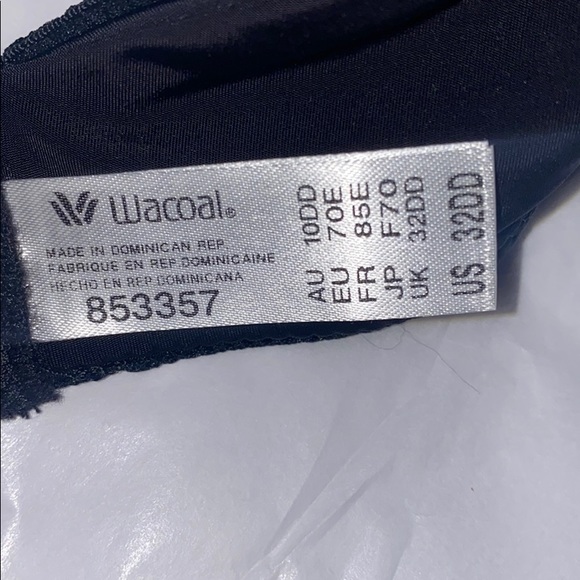 Wacoal®
MADE IN DOMINICAN REP.
FABRIQUE EN REP DOMINICAINE
HECHO EN REP DOMINICANA
853357
AU 10DD
EU 70E
FR 85E
JP F70
UK 32DD
US 32DD